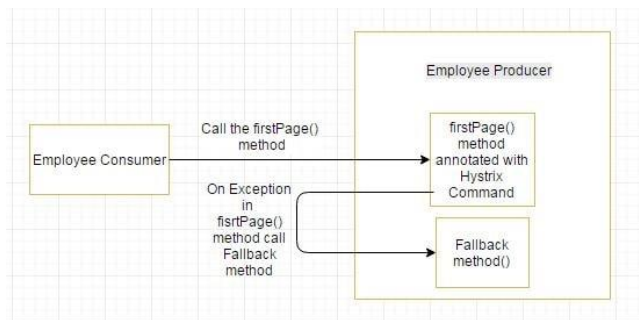 Employee Producer
Call the firstPage()
method
Employee Consumer
firstPage()
method
annotated with
Hystrix
Command
On Exception
in
fisrtPage()
method call
Fallback
method
Fallback
method()